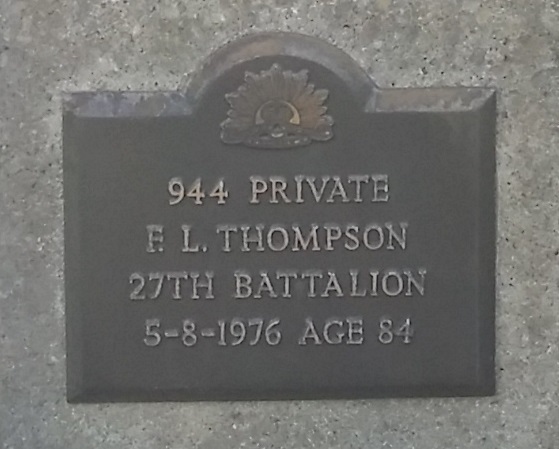 944 PRIVATE
F. L. THOMPSON
27TH BATTALION
5-8-1976 AGE 84